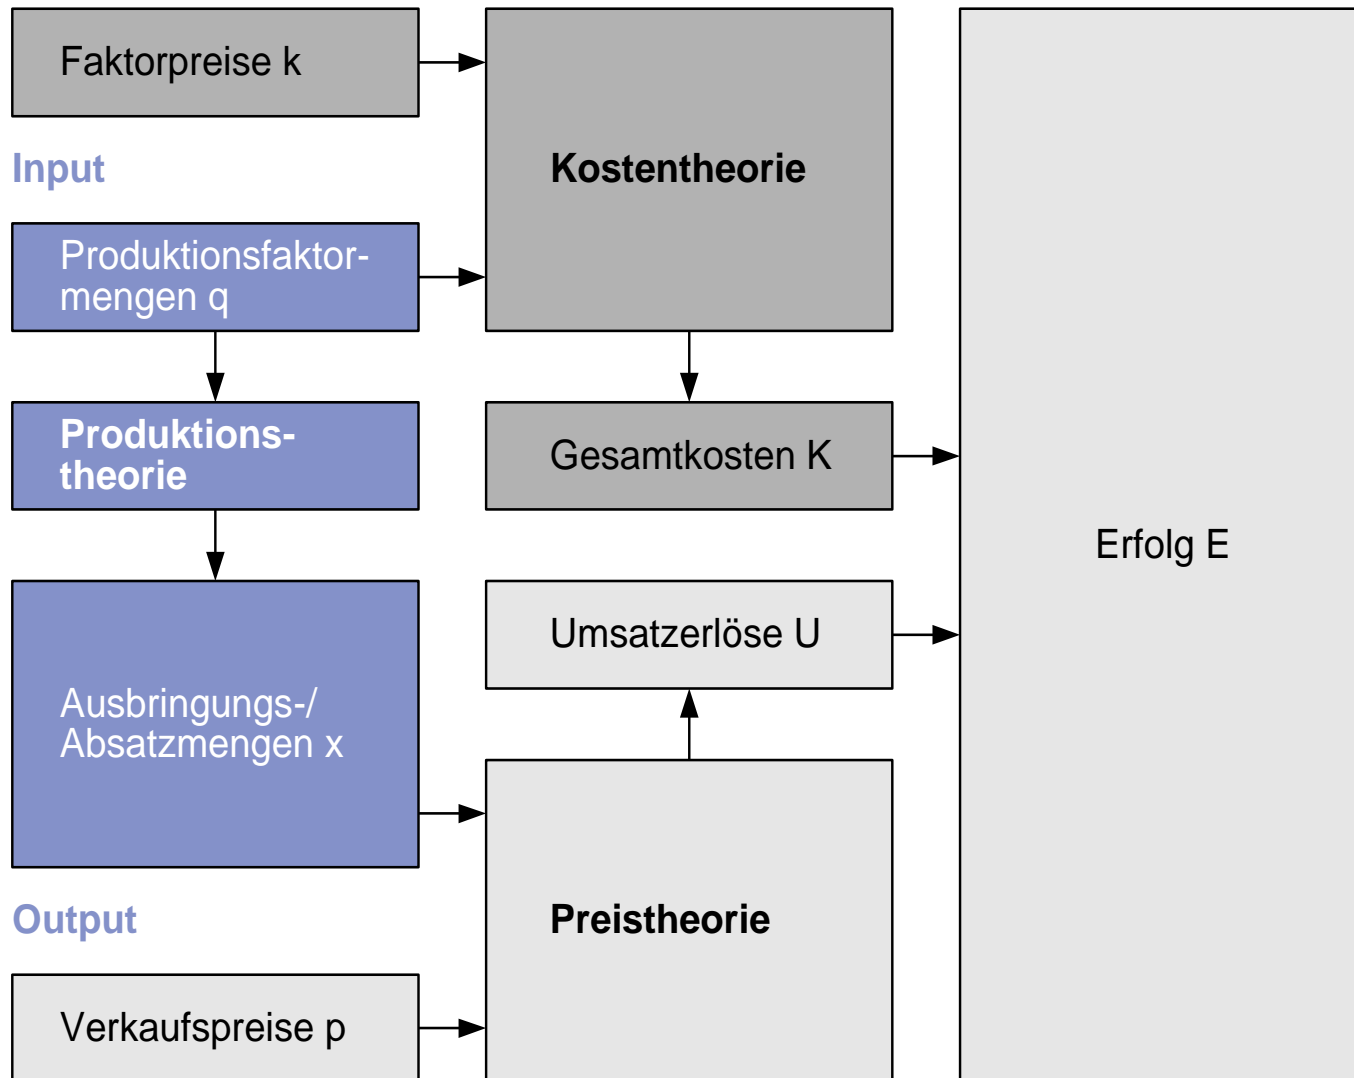 Faktorpreise k
Input
Kostentheorie
Produktionsfaktor-
mengen q
Produktions-
theorie
Gesamtkosten K
Erfolg E
Umsatzerlöse U
Ausbringungs-/
Absatzmengen x
Output
Preistheorie
Verkaufspreise p